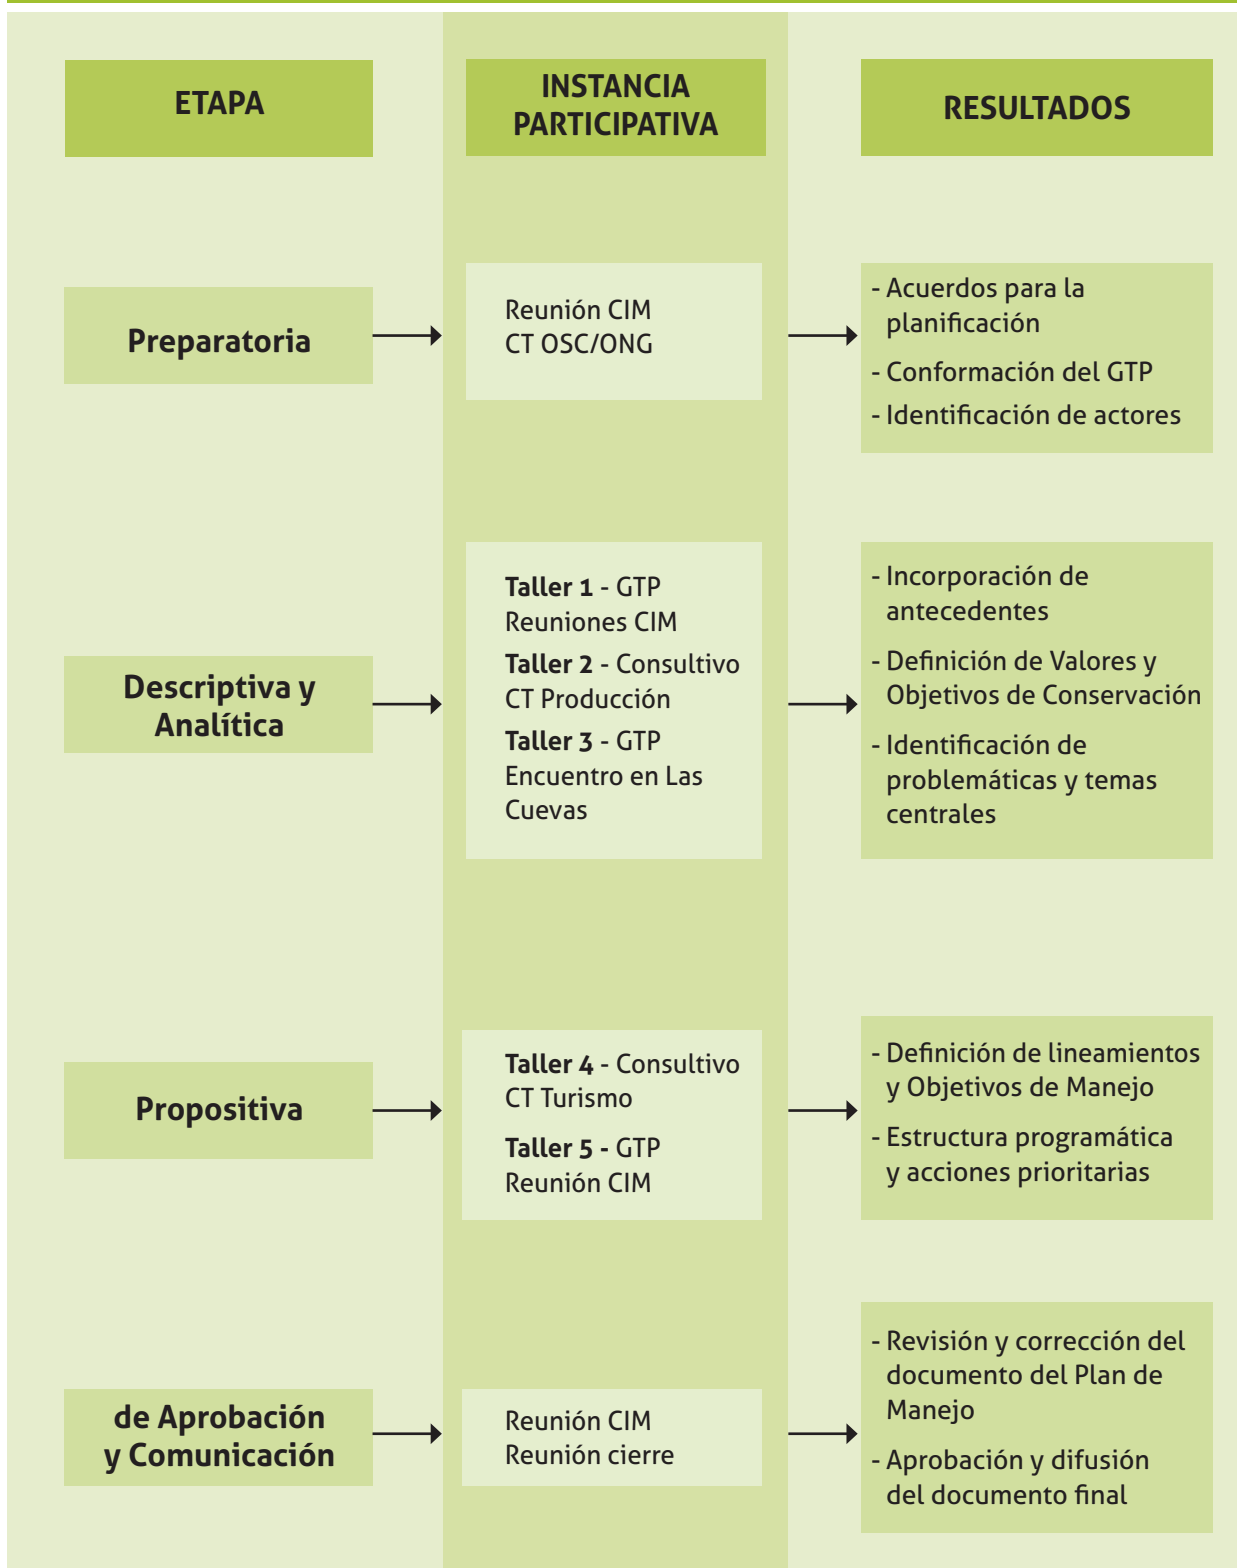 ETAPA
INSTANCIA
PARTICIPATIVA
RESULTADOS
Preparatoria
Reunión CIM
CT OSC/ONG
- Acuerdos para la
planificación
- Conformación del GTP
- Identificación de actores
Descriptiva y
Analítica
Taller 1 - GTP
Reuniones CIM
Taller 2 - Consultivo
CT Producción
Taller 3 - GTP
Encuentro en Las
Cuevas
- Incorporación de
antecedentes
- Definición de Valores y
Objetivos de Conservación
- Identificación de
problemáticas y temas
centrales
Propositiva
Taller 4 - Consultivo
CT Turismo
Taller 5 - GTP
Reunión CIM
- Definición de lineamientos
y Objetivos de Manejo
- Estructura programática
y acciones prioritarias
de Aprobación
y Comunicación
Reunión CIM
Reunión cierre
- Revisión y corrección del
documento del Plan de
Manejo
- Aprobación y difusión
del documento final